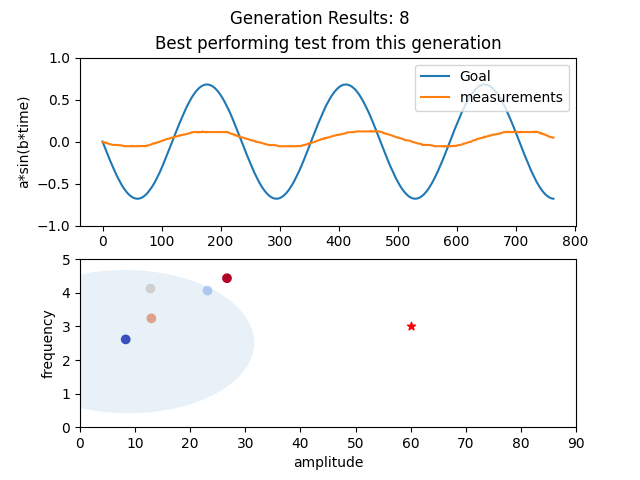 Generation Results: 8
Best performing test from this generation
1.0
0.5
0.0
−0.5
−1.0
a*sin(b*time)
Goal
measurements
0 100 200 300 400 500 600 700 800
5
4
3
2
1
0
frequency
0 10 20 30 40 50 60 70 80 90
amplitude